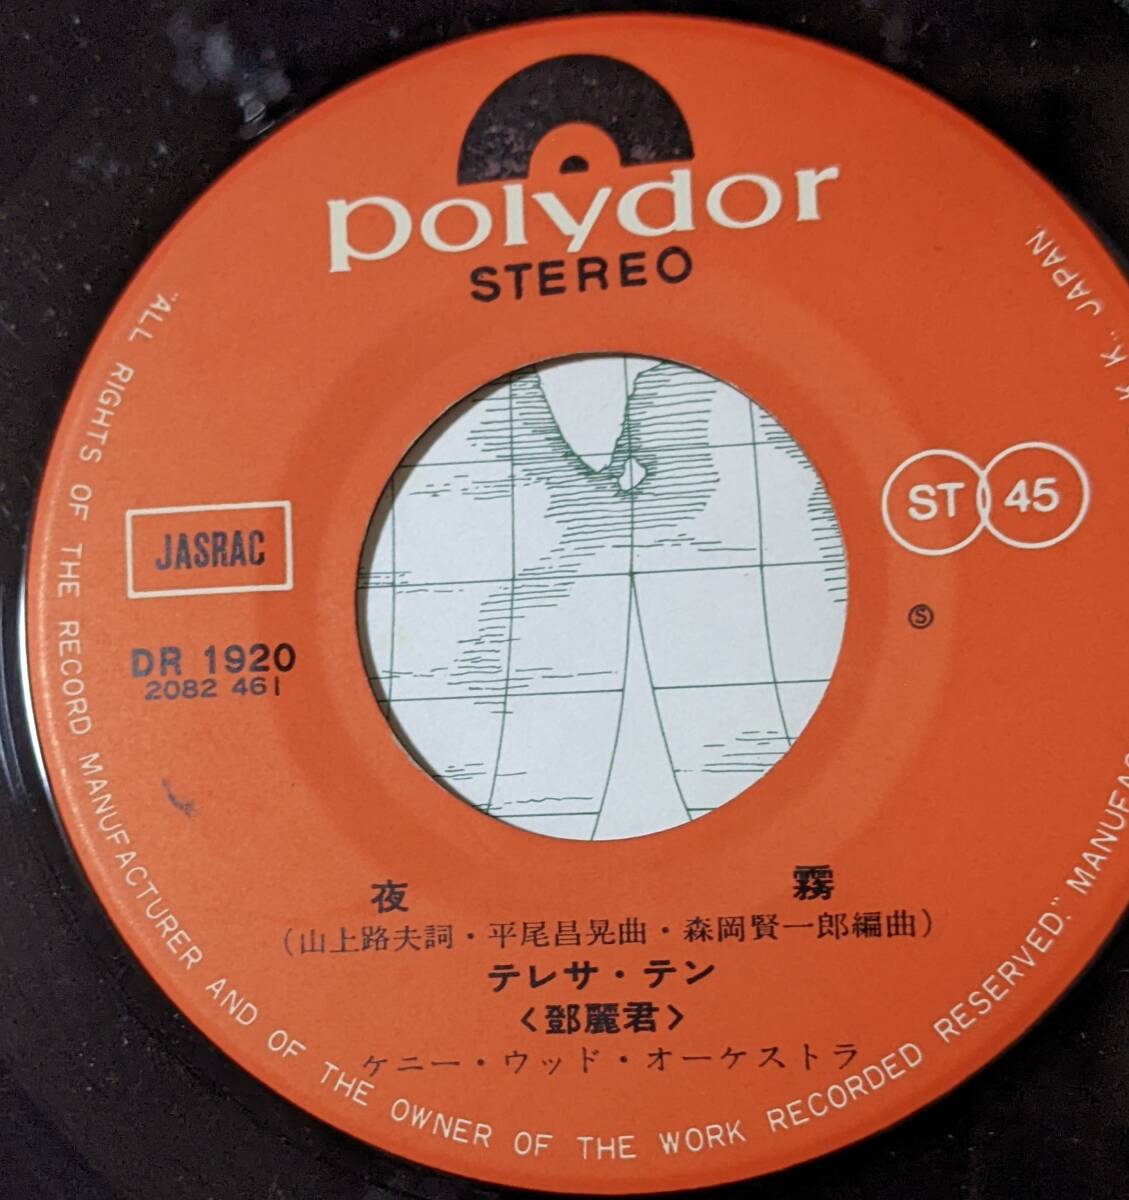 polydor
STEREO
ST 45
JASRAC
Ⓢ
DR 1920
2082 461
夜 霧
(山上路夫詞・平尾昌晃曲・森岡賢一郎編曲)
テレサ・テン
<鄧麗君>
ケニー・ウッド・オーケストラ
"ALL RIGHTS OF THE RECORD MANUFACTURER AND OF THE OWNER OF THE WORK RECORDED RESERVED."
K., JAPAN.